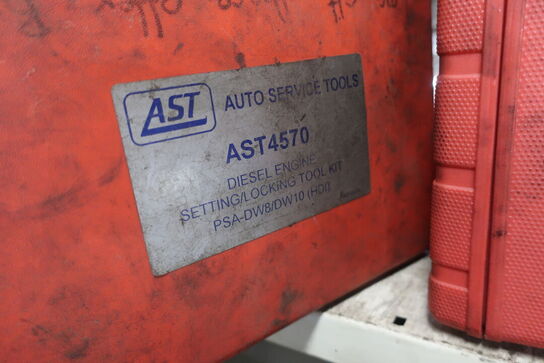 AST
AUTO SERVICE TOOLS
AST4570
DIESEL ENGINE
SETTING/LOCKING TOOL KIT
PSA-DW8/DW10 (HDI)